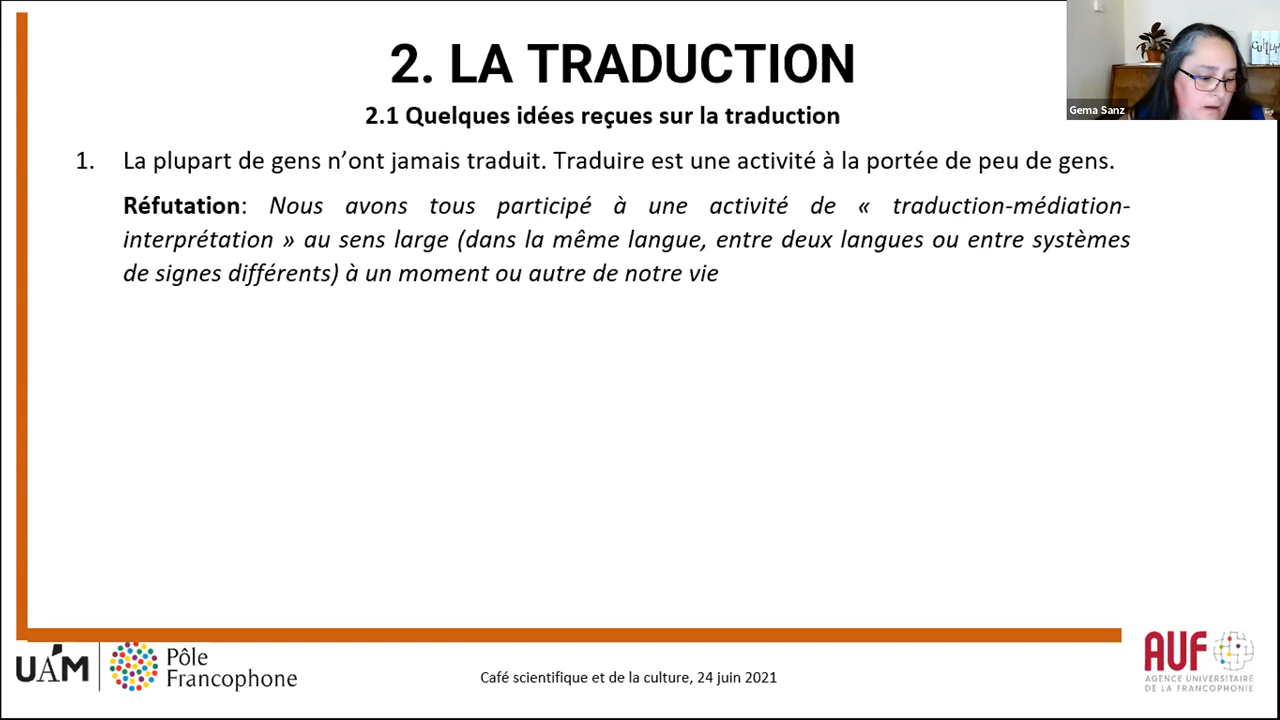 2. LA TRADUCTION
Gema Sanz
2.1 Quelques idées reçues sur la traduction
1. La plupart de gens n’ont jamais traduit. Traduire est une activité à la portée de peu de gens.
Réfutation: Nous avons tous participé à une activité de « traduction-médiation-
interprétation » au sens large (dans la même langue, entre deux langues ou entre systèmes
de signes différents) à un moment ou autre de notre vie
UAM
Pôle
Francophone
Café scientifique et de la culture, 24 juin 2021
AUF
AGENCE UNIVERSITAIRE
DE LA FRANCOPHONIE